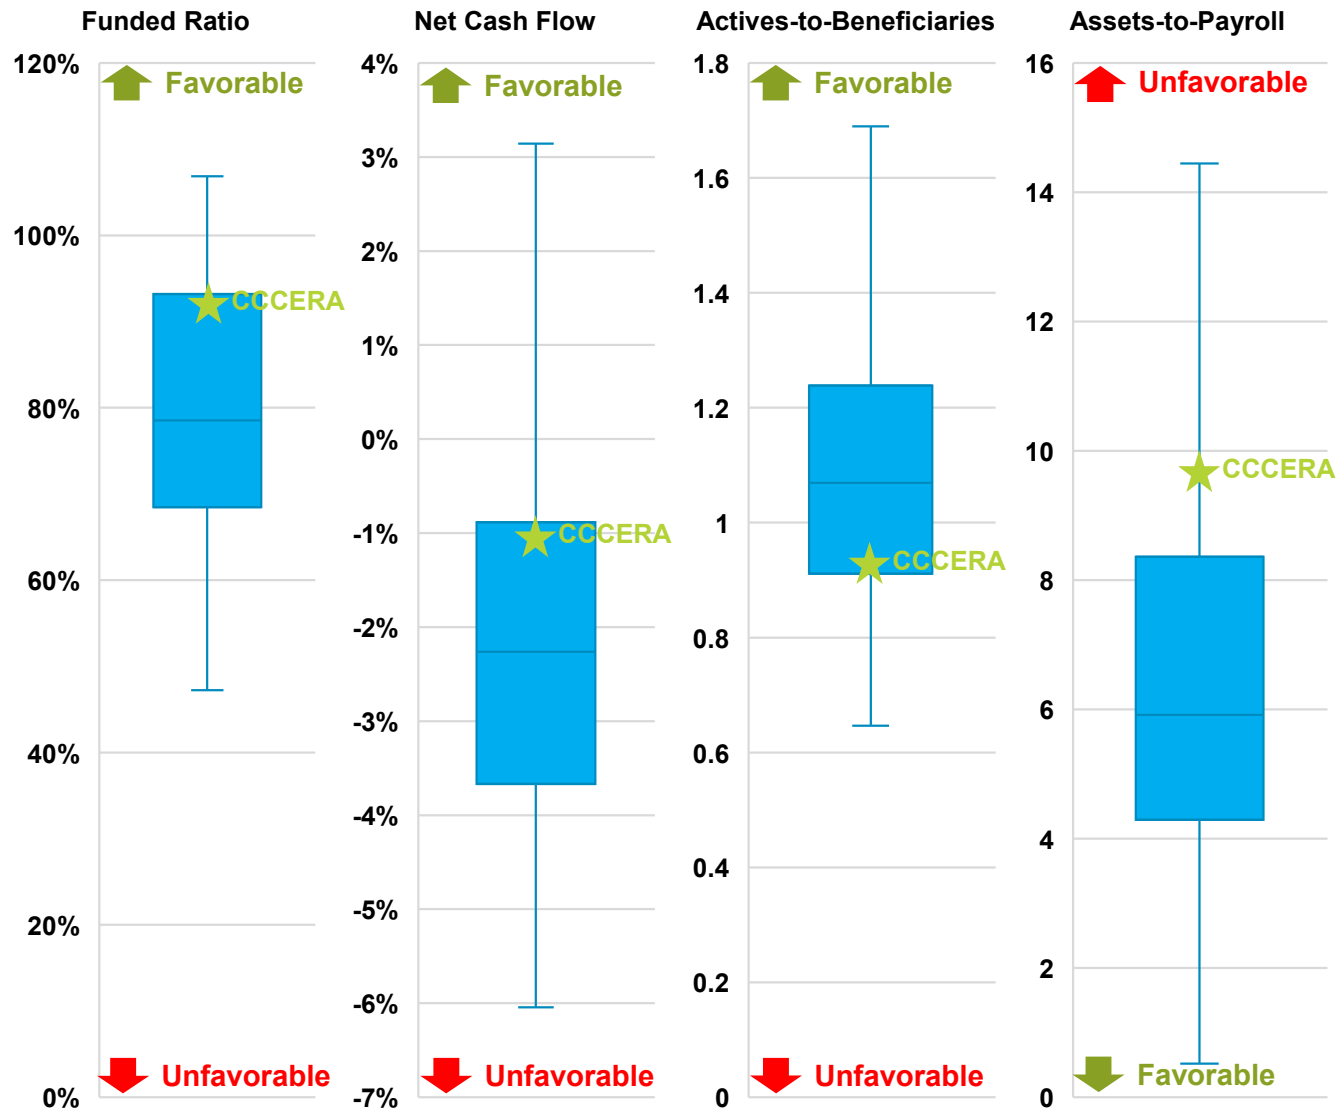 Funded Ratio
120%
100%
80%
60%
40%
20%
0%
Favorable
CCCERA
Unfavorable
Net Cash Flow
4%
3%
2%
1%
0%
-1%
-2%
-3%
-4%
-5%
-6%
-7%
Favorable
CCCERA
Unfavorable
Actives-to-Beneficiaries
1.8
1.6
1.4
1.2
1
0.8
0.6
0.4
0.2
0
Favorable
CCCERA
Unfavorable
Assets-to-Payroll
16
14
12
10
8
6
4
2
0
Unfavorable
CCCERA
Favorable